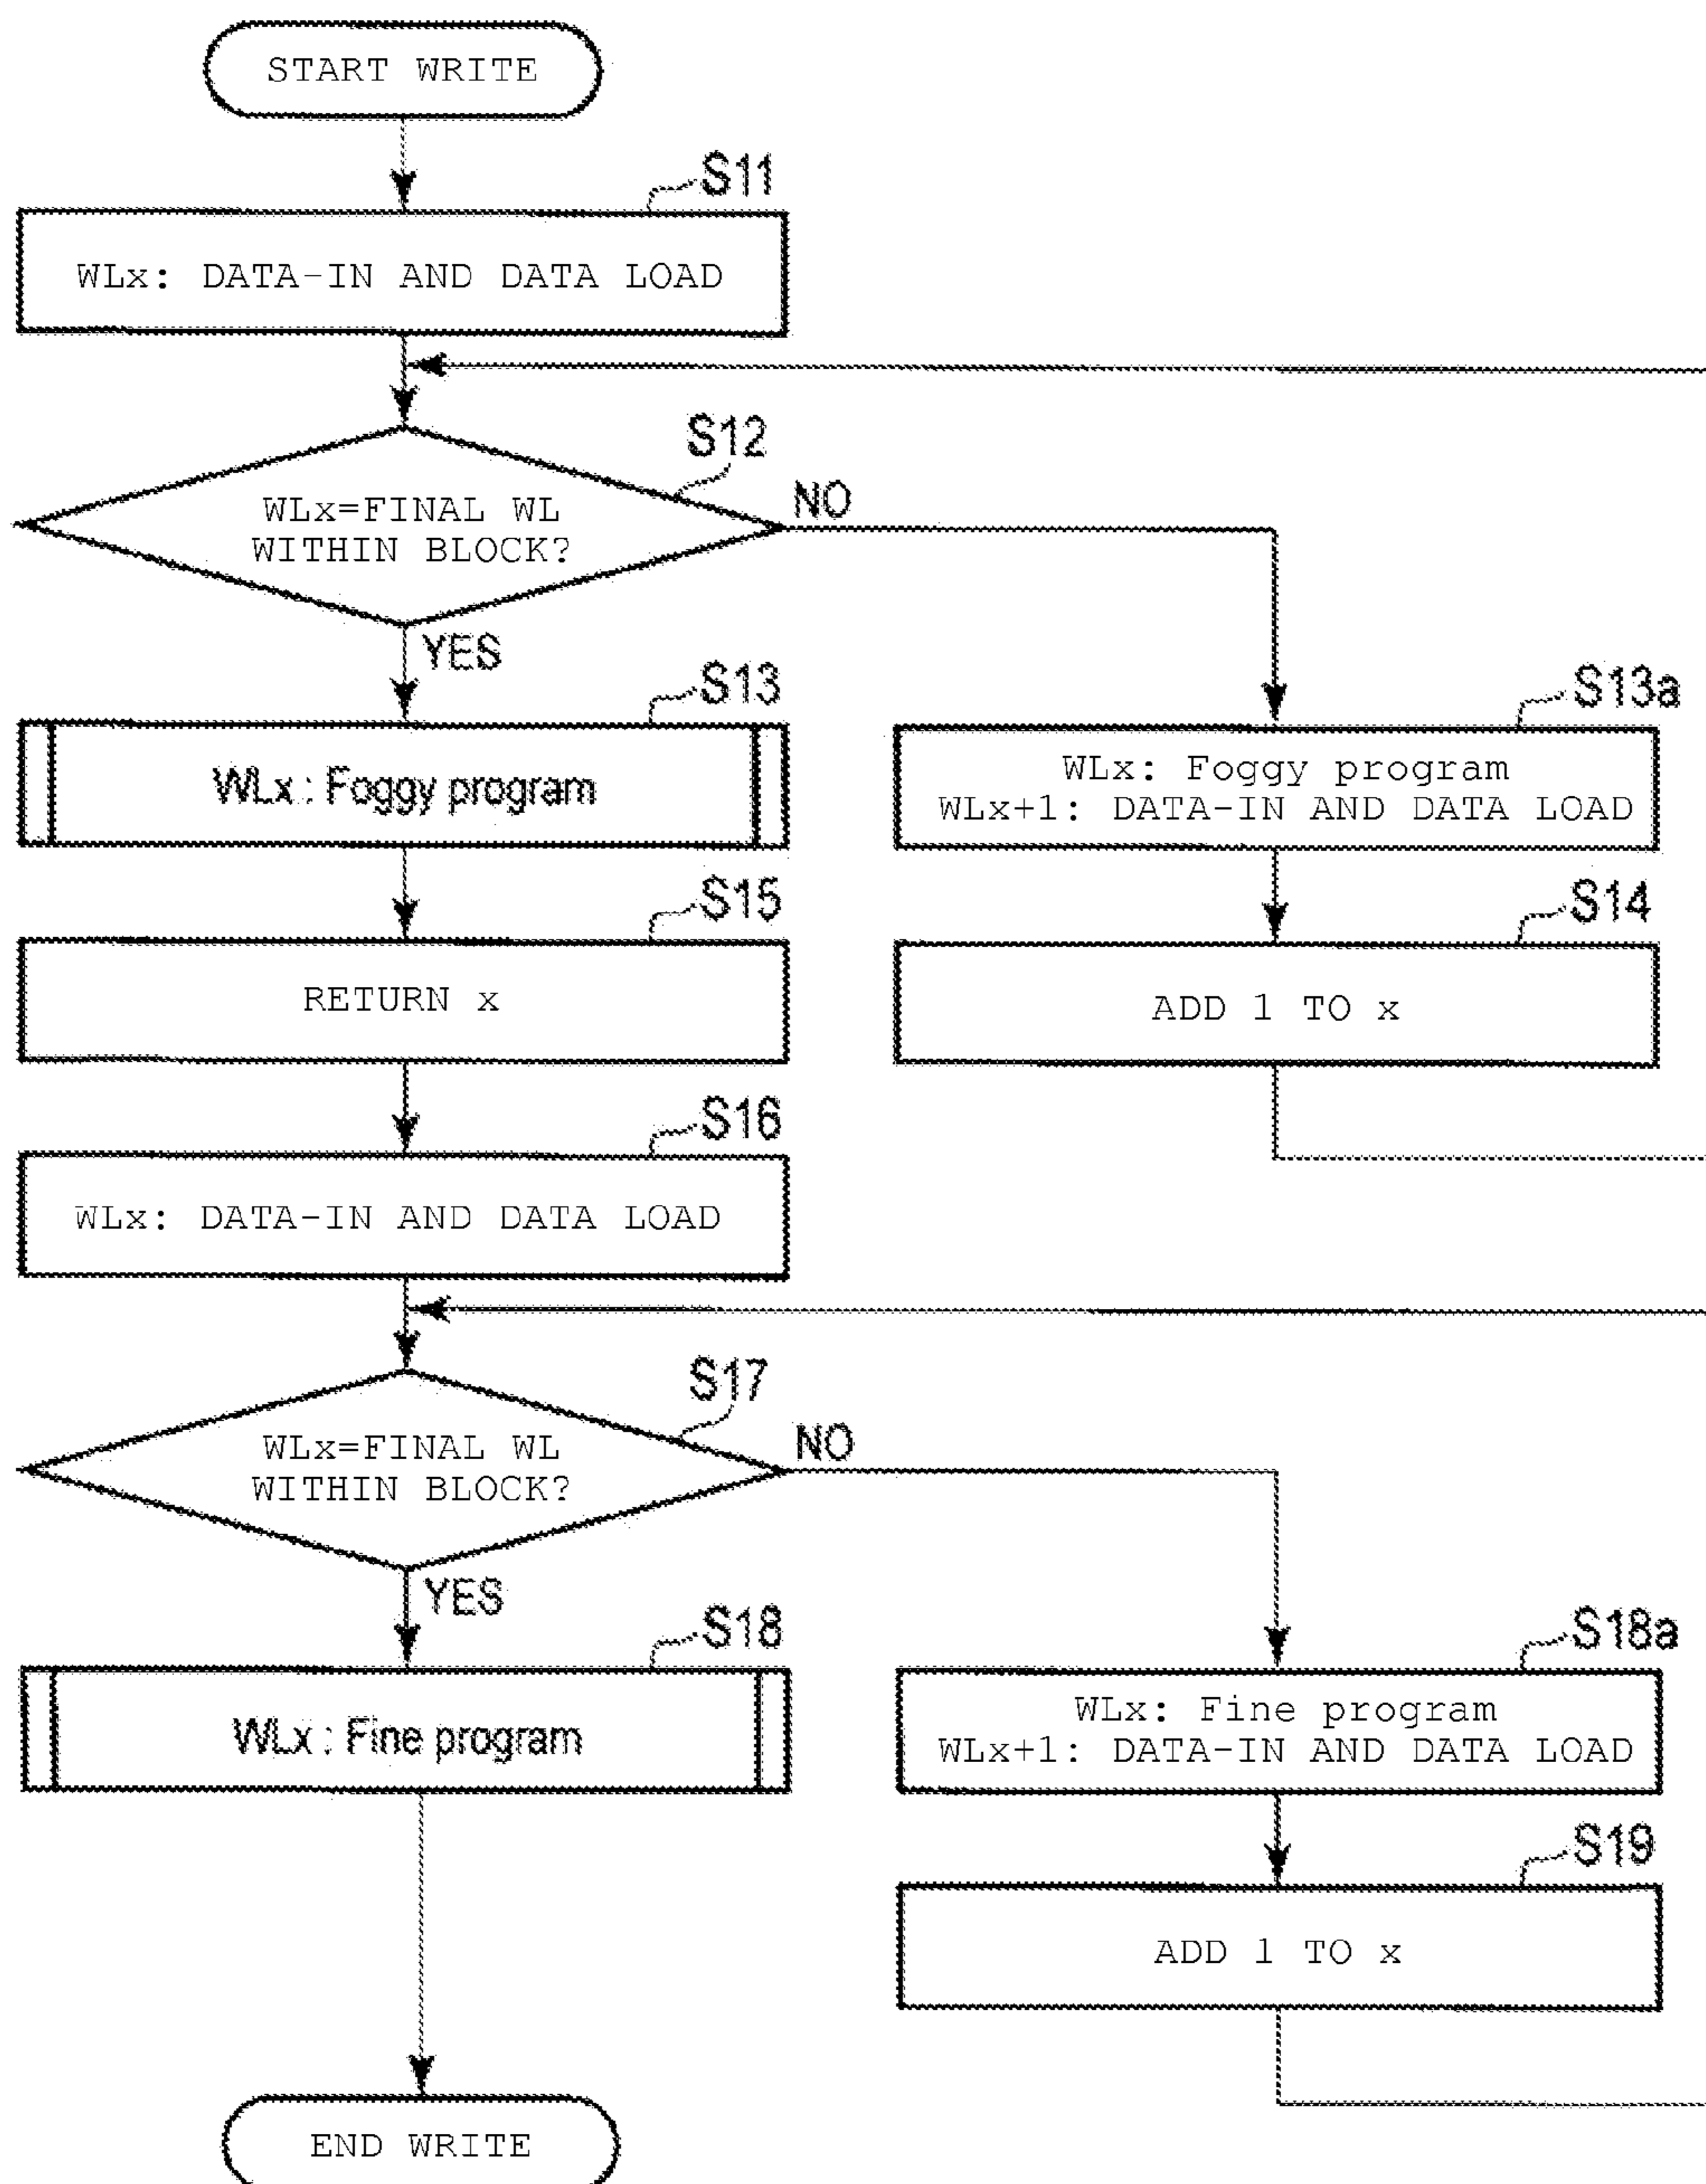 START WRITE
S11
WLx: DATA-IN AND DATA LOAD
S12
WLx=FINAL WL
WITHIN BLOCK?
NO
YES
S13
WLx : Foggy program
S13a
WLx: Foggy program
WLx+1: DATA-IN AND DATA LOAD
S15
RETURN x
S14
ADD 1 TO x
S16
WLx: DATA-IN AND DATA LOAD
S17
WLx=FINAL WL
WITHIN BLOCK?
NO
YES
S18
WLx : Fine program
S18a
WLx: Fine program
WLx+1: DATA-IN AND DATA LOAD
S19
ADD 1 TO x
END WRITE